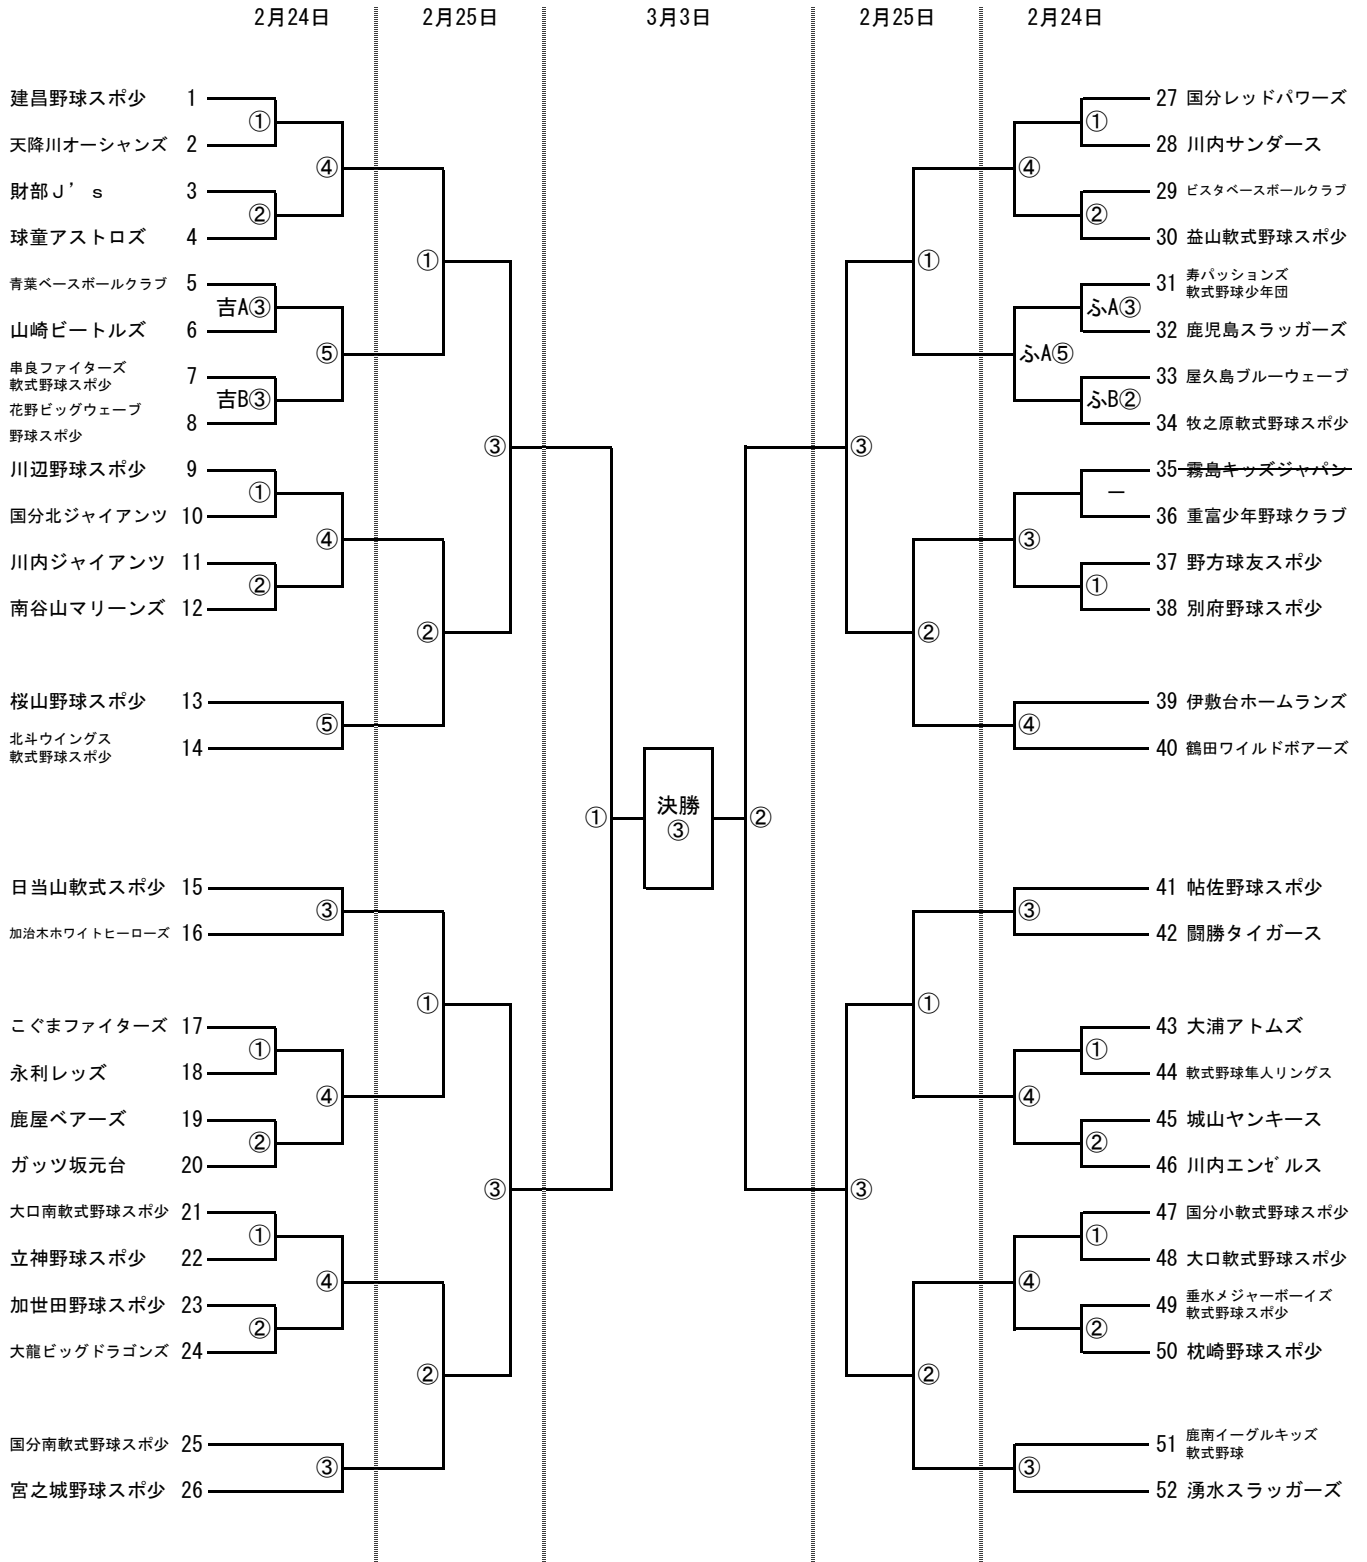 2月24日
2月25日
3月3日
2月25日
2月24日
建昌野球スポ少 1
①
天降川オーシャンズ 2
④
財部J’s 3
②
球童アストロズ 4
①
青葉ベースボールクラブ 5
吉A③
山崎ビートルズ 6
⑤
串良ファイターズ
軟式野球スポ少 7
吉B③
花野ビッグウェーブ
野球スポ少 8
③
川辺野球スポ少 9
①
国分北ジャイアンツ 10
④
川内ジャイアンツ 11
②
南谷山マリーンズ 12
②
桜山野球スポ少 13
⑤
北斗ウイングス
軟式野球スポ少 14
①
日当山軟式スポ少 15
③
加治木ホワイトヒーローズ 16
①
こぐまファイターズ 17
①
永利レッズ 18
④
鹿屋ベアーズ 19
②
ガッツ坂元台 20
③
大口南軟式野球スポ少 21
①
立神野球スポ少 22
④
加世田野球スポ少 23
②
大龍ビッグドラゴンズ 24
②
国分南軟式野球スポ少 25
③
宮之城野球スポ少 26
決勝
③
27 国分レッドパワーズ
①
28 川内サンダース
④
29 ビスタベースボールクラブ
②
30 益山軟式野球スポ少
①
31 寿パッションズ
軟式野球少年団
ふA③
32 鹿児島スラッガーズ
ふA⑤
33 屋久島ブルーウェーブ
ふB②
34 牧之原軟式野球スポ少
③
35 霧島キッズジャパン
－
36 重富少年野球クラブ
③
37 野方球友スポ少
①
38 別府野球スポ少
②
39 伊敷台ホームランズ
④
40 鶴田ワイルドボアーズ
②
41 帖佐野球スポ少
③
42 闘勝タイガース
①
43 大浦アトムズ
①
44 軟式野球隼人リングス
④
45 城山ヤンキース
②
46 川内エンゼルス
③
47 国分小軟式野球スポ少
①
48 大口軟式野球スポ少
④
49 垂水メジャーボーイズ
軟式野球スポ少
②
50 枕崎野球スポ少
②
51 鹿南イーグルキッズ
軟式野球
③
52 湧水スラッガーズ